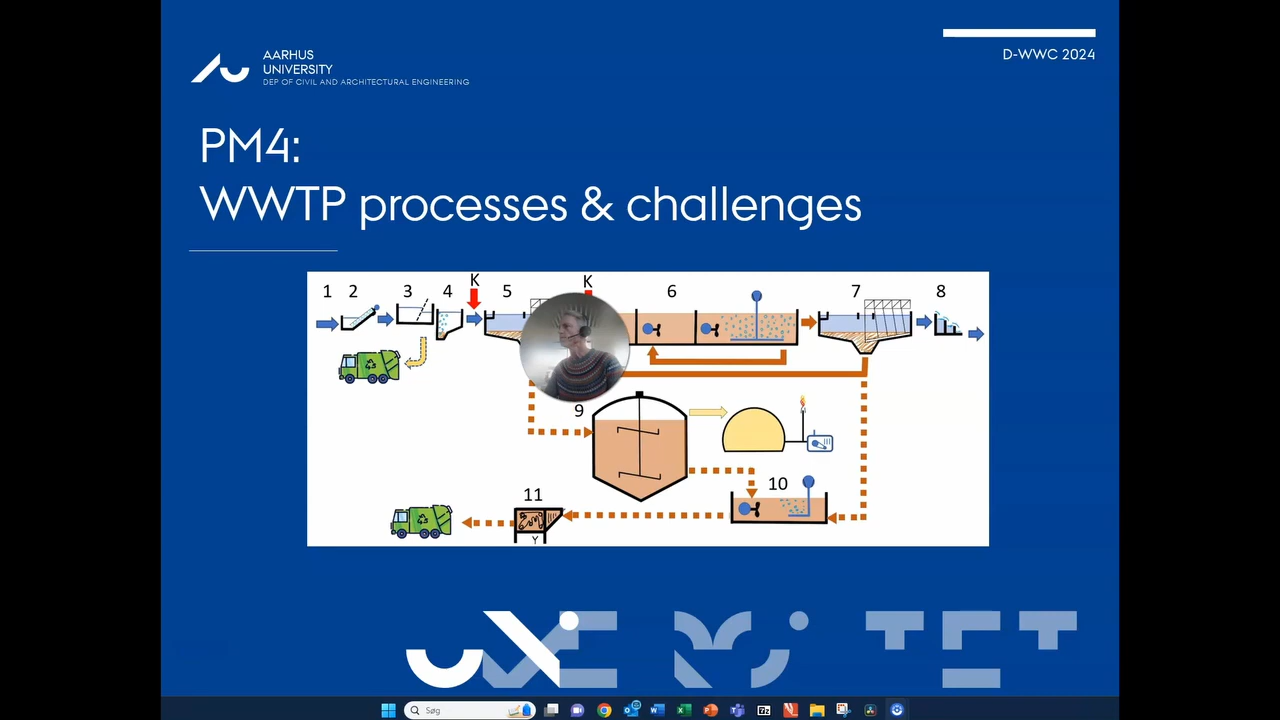 AARHUS
UNIVERSITY
DEP OF CIVIL AND ARCHITECTURAL ENGINEERING
D-WWC 2024
PM4:
WWTP processes & challenges
1 2 3 4 K 5 K 6 7 8
9
10
11
Y
Søg